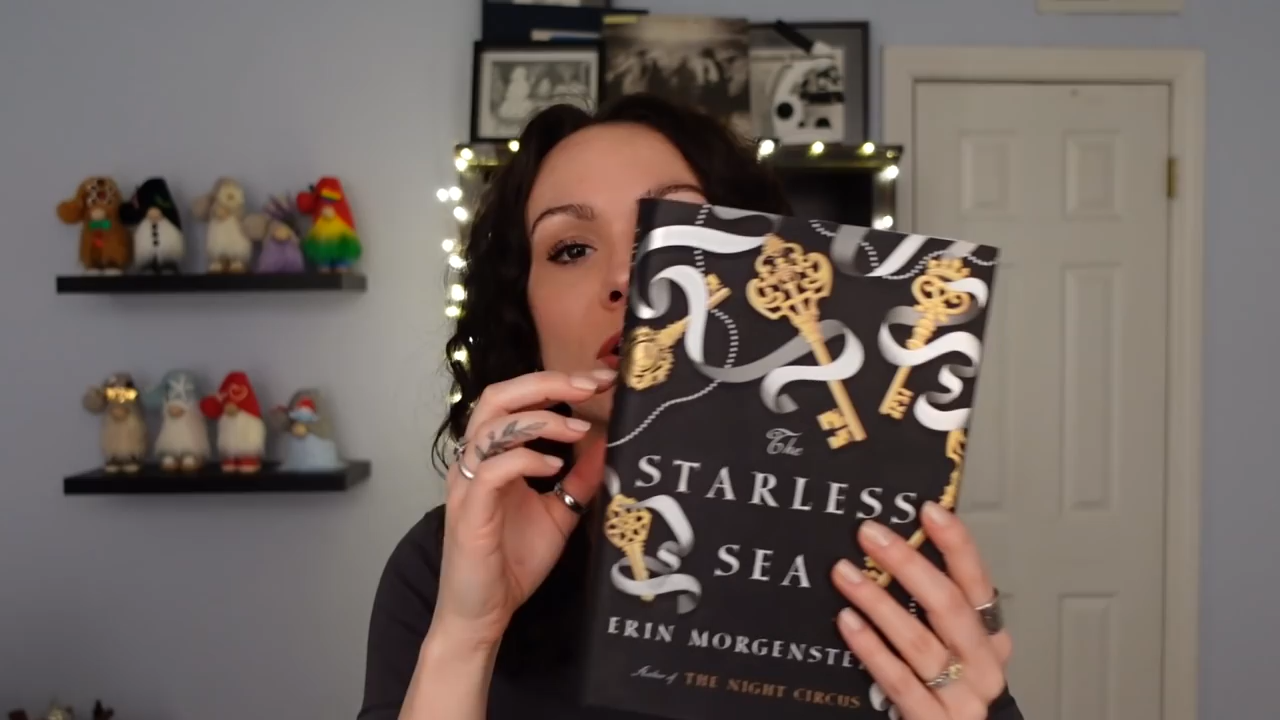 The
STARLESS
SEA
ERIN MORGENSTE
Author of THE NIGHT CIRCUS